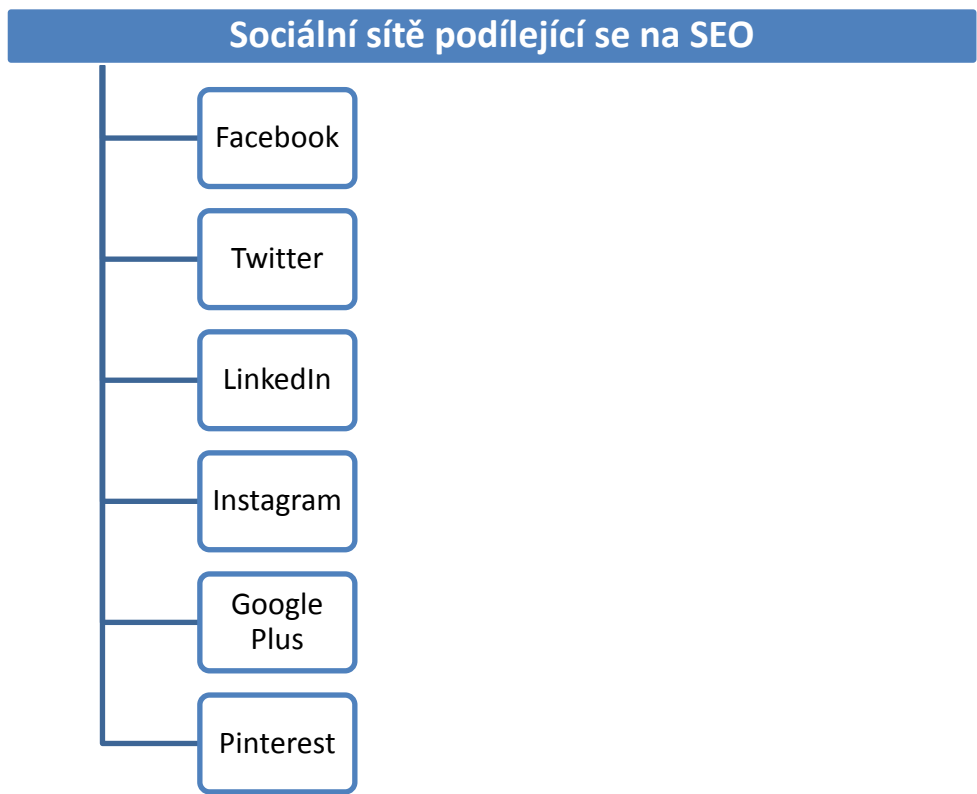 Sociální sítě podílející se na SEO
Facebook
Twitter
LinkedIn
Instagram
Google
Plus
Pinterest